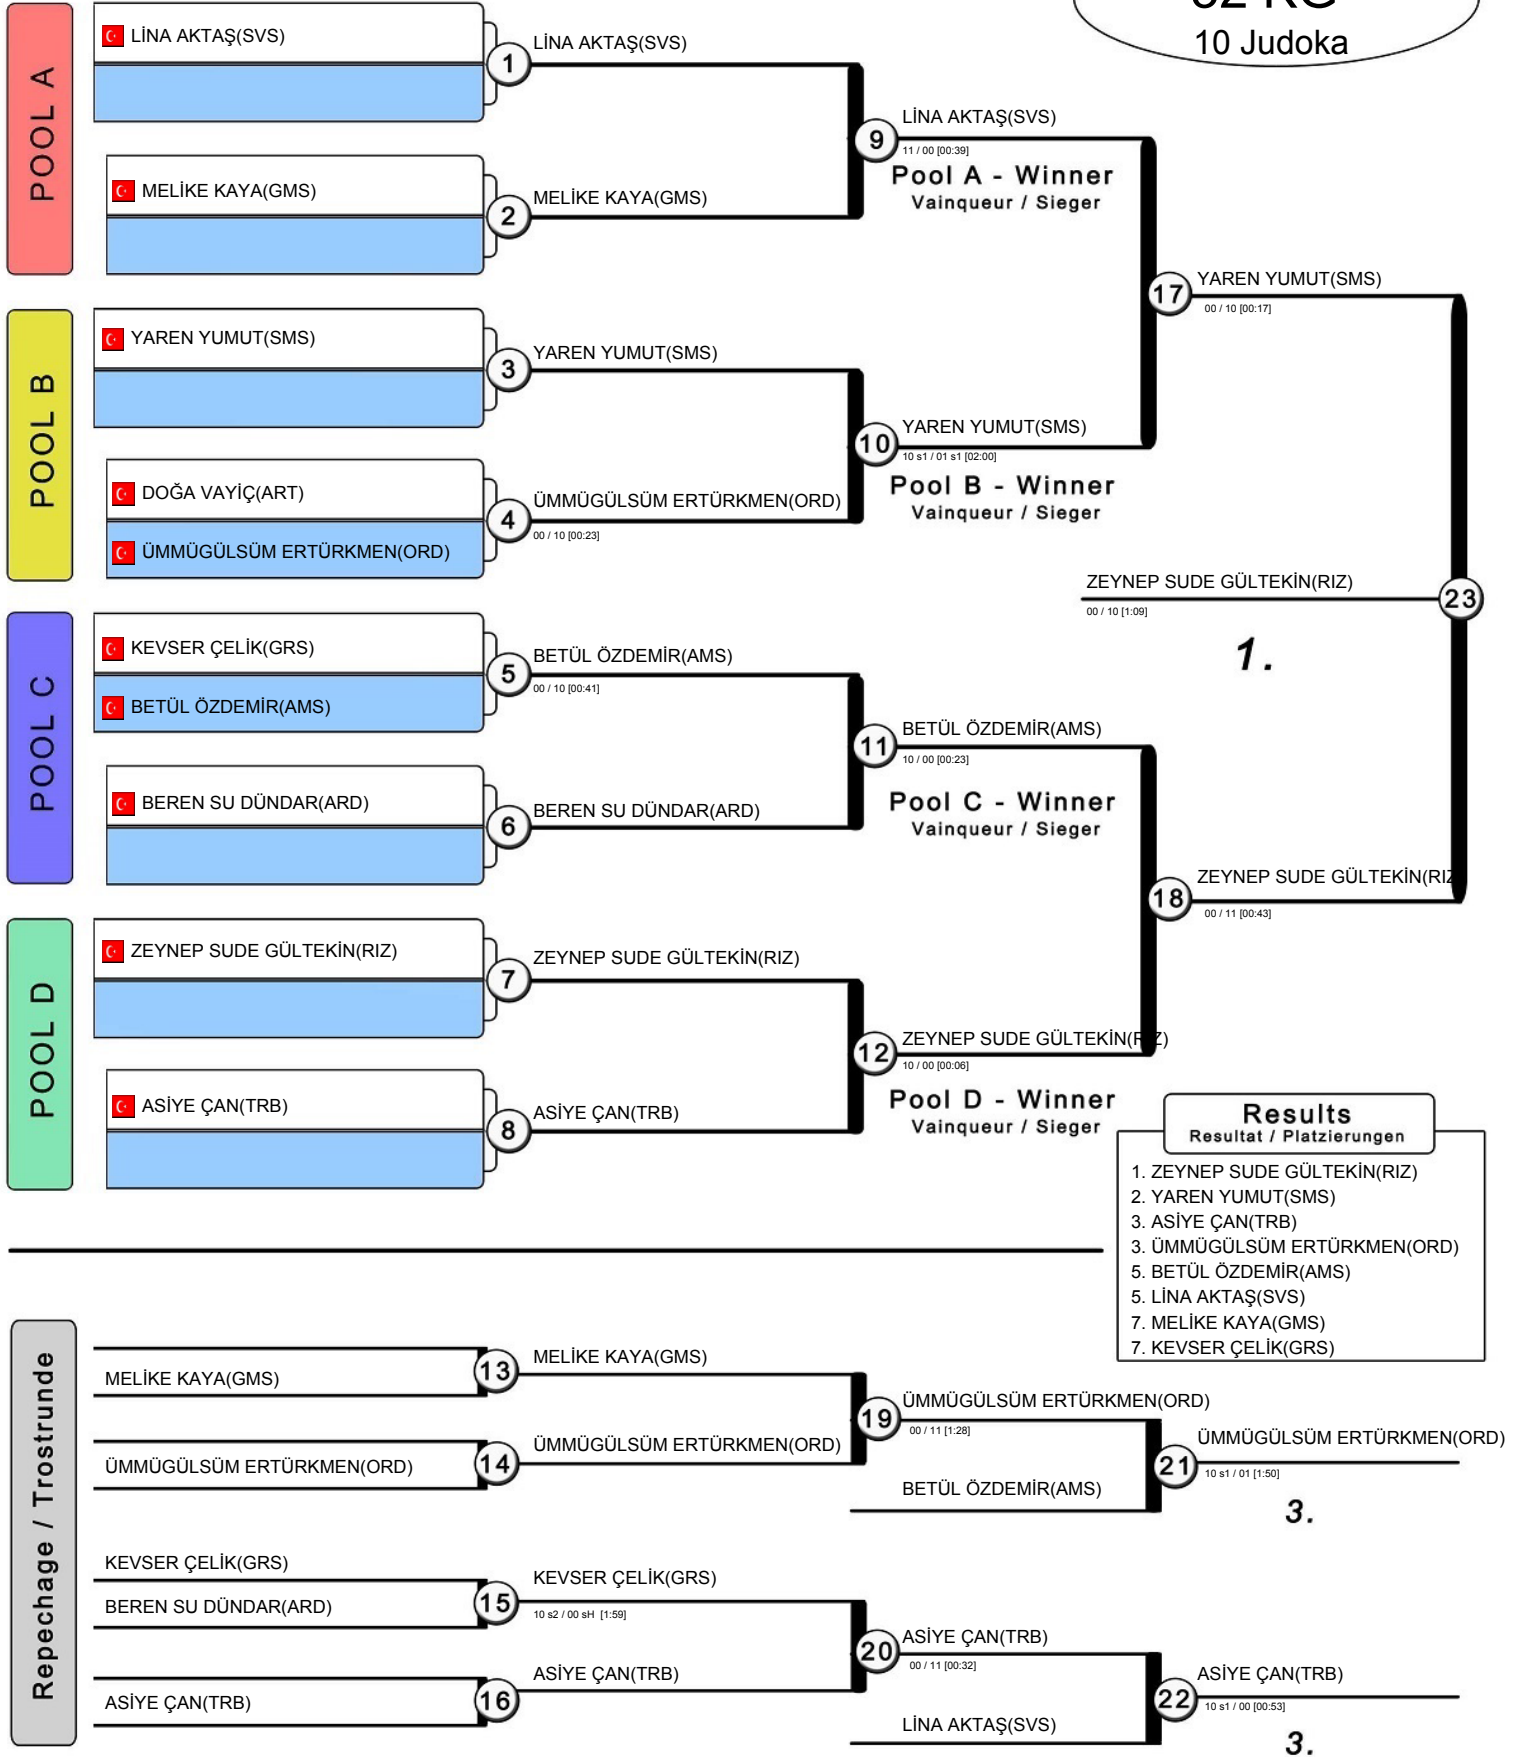 10 Judoka
POOL A
LİNA AKTAŞ(SVS)
1
LİNA AKTAŞ(SVS)
MELİKE KAYA(GMS)
2
MELİKE KAYA(GMS)
9
LİNA AKTAŞ(SVS)
11 / 00 [00:39]
Pool A - Winner
Vainqueur / Sieger
POOL B
YAREN YUMUT(SMS)
3
YAREN YUMUT(SMS)
DOĞA VAYİÇ(ART)
ÜMMÜGÜLSÜM ERTÜRKMEN(ORD)
4
ÜMMÜGÜLSÜM ERTÜRKMEN(ORD)
00 / 10 [00:23]
10
YAREN YUMUT(SMS)
10 s1 / 01 s1 [02:00]
Pool B - Winner
Vainqueur / Sieger
17
YAREN YUMUT(SMS)
00 / 10 [00:17]
ZEYNEP SUDE GÜLTEKİN(RIZ)
23
00 / 10 [1:09]
1.
POOL C
KEVSER ÇELİK(GRS)
BETÜL ÖZDEMİR(AMS)
5
BETÜL ÖZDEMİR(AMS)
00 / 10 [00:41]
BEREN SU DÜNDAR(ARD)
6
BEREN SU DÜNDAR(ARD)
11
BETÜL ÖZDEMİR(AMS)
10 / 00 [00:23]
Pool C - Winner
Vainqueur / Sieger
18
ZEYNEP SUDE GÜLTEKİN(RIZ
00 / 11 [00:43]
POOL D
ZEYNEP SUDE GÜLTEKİN(RIZ)
7
ZEYNEP SUDE GÜLTEKİN(RIZ)
ASİYE ÇAN(TRB)
8
ASİYE ÇAN(TRB)
12
ZEYNEP SUDE GÜLTEKİN(RIZ)
10 / 00 [00:06]
Pool D - Winner
Vainqueur / Sieger
Results
Resultat / Platzierungen
1. ZEYNEP SUDE GÜLTEKİN(RIZ)
2. YAREN YUMUT(SMS)
3. ASİYE ÇAN(TRB)
3. ÜMMÜGÜLSÜM ERTÜRKMEN(ORD)
5. BETÜL ÖZDEMİR(AMS)
5. LİNA AKTAŞ(SVS)
7. MELİKE KAYA(GMS)
7. KEVSER ÇELİK(GRS)
Repechage / Trostrunde
MELİKE KAYA(GMS)
13
MELİKE KAYA(GMS)
ÜMMÜGÜLSÜM ERTÜRKMEN(ORD)
14
ÜMMÜGÜLSÜM ERTÜRKMEN(ORD)
19
ÜMMÜGÜLSÜM ERTÜRKMEN(ORD)
00 / 11 [1:28]
BETÜL ÖZDEMİR(AMS)
21
ÜMMÜGÜLSÜM ERTÜRKMEN(ORD)
10 s1 / 01 [1:50]
3.
KEVSER ÇELİK(GRS)
BEREN SU DÜNDAR(ARD)
15
KEVSER ÇELİK(GRS)
10 s2 / 00 sH [1:59]
ASİYE ÇAN(TRB)
16
ASİYE ÇAN(TRB)
20
ASİYE ÇAN(TRB)
00 / 11 [00:32]
LİNA AKTAŞ(SVS)
22
ASİYE ÇAN(TRB)
10 s1 / 00 [00:53]
3.